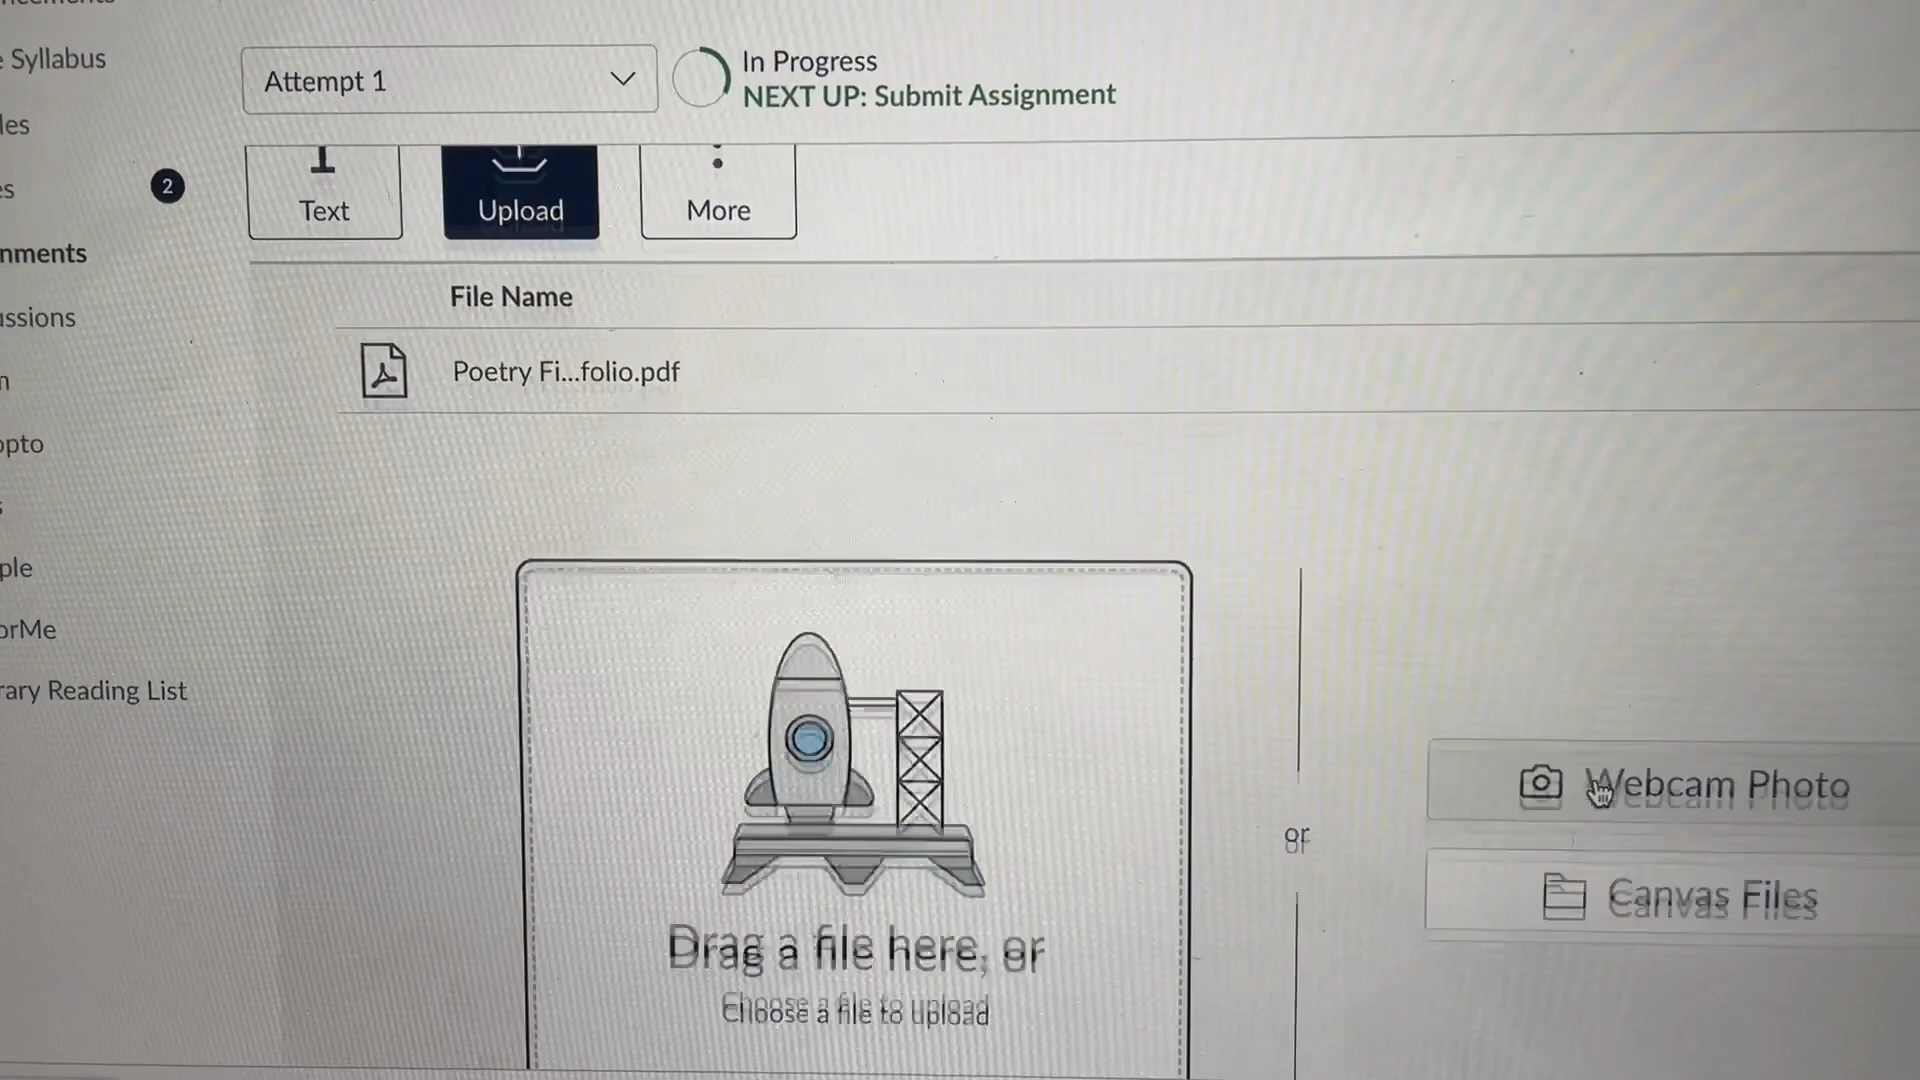 Syllabus
Attempt 1
In Progress
NEXT UP: Submit Assignment
les
es
2
Text
Upload
More
nments
File Name
ussions
Poetry Fi...folio.pdf
n
opto
s
ple
orMe
rary Reading List
Webcam Photo
or
Canvas Files
Drag a file here, or
Choose a file to upload